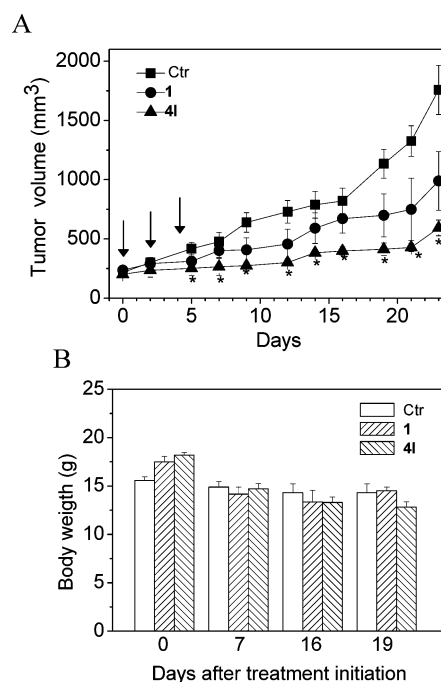 A
2000
1500
1000
500
0
Tumor volume (mm3)
Ctr
1
4l
* * * * * * * * *
0 5 10 15 20
Days
B
25
20
15
10
5
0
Body weigth (g)
Ctr
1
4l
0 7 16 19
Days after treatment initiation